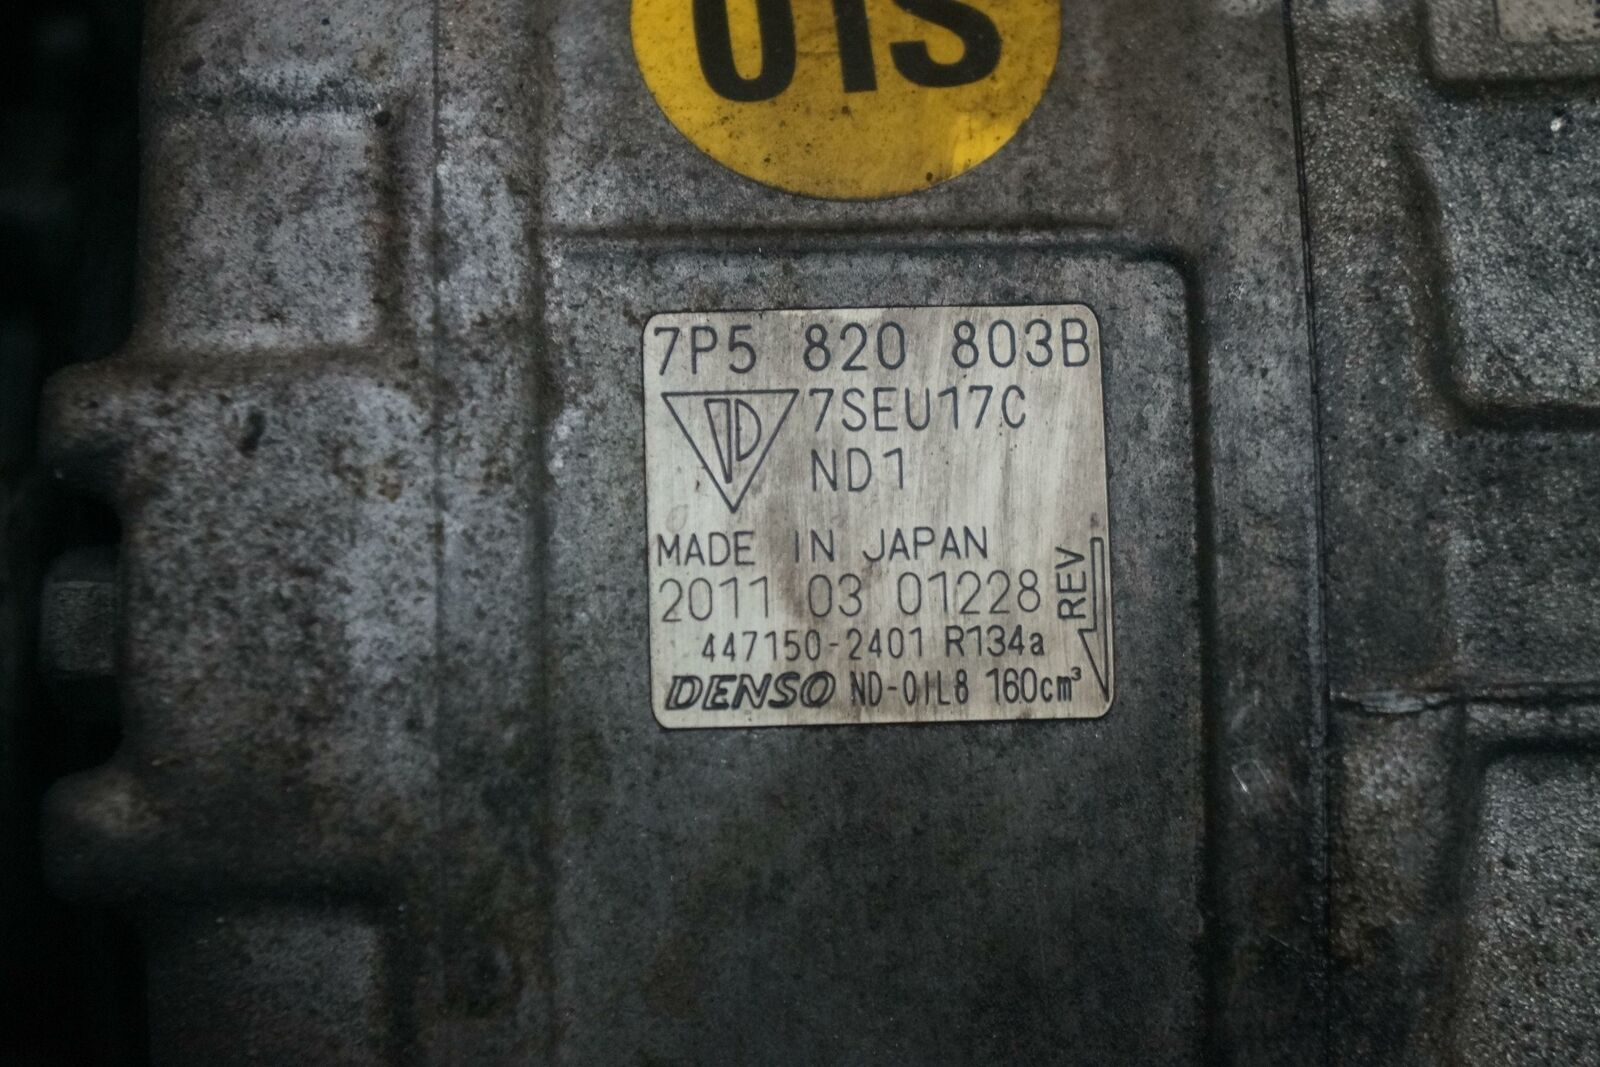 7P5 820 803B
7SEU17C
ND1
MADE IN JAPAN
2011 03 01228
REV
447150-2401 R134a
DENSO ND-OIL8 160cm³